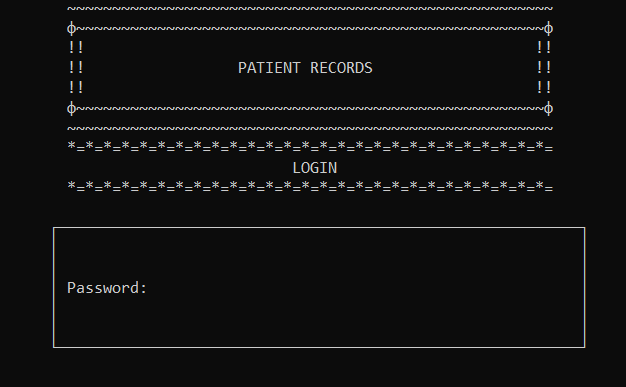 ~~~~~~~~~~~~~~~~~~~~~~~~~~~~~~~~~~~~~~~~~~~~~~~~~~~~~~
ф~~~~~~~~~~~~~~~~~~~~~~~~~~~~~~~~~~~~~~~~~~~~~~~~~~~~ф
!! !!
!! PATIENT RECORDS !!
!! !!
ф~~~~~~~~~~~~~~~~~~~~~~~~~~~~~~~~~~~~~~~~~~~~~~~~~~~~ф
~~~~~~~~~~~~~~~~~~~~~~~~~~~~~~~~~~~~~~~~~~~~~~~~~~~~~~
*=*=*=*=*=*=*=*=*=*=*=*=*=*=*=*=*=*=*=*=*=*=*=*=*=*=*=
LOGIN
*=*=*=*=*=*=*=*=*=*=*=*=*=*=*=*=*=*=*=*=*=*=*=*=*=*=*=
Password: